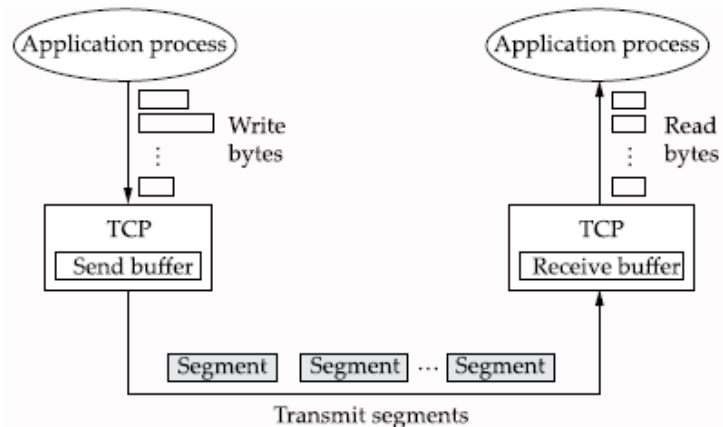 Application process
Application process
Write
bytes
⋮
Read
bytes
⋮
TCP
Send buffer
TCP
Receive buffer
Segment
Segment
...
Segment
Transmit segments